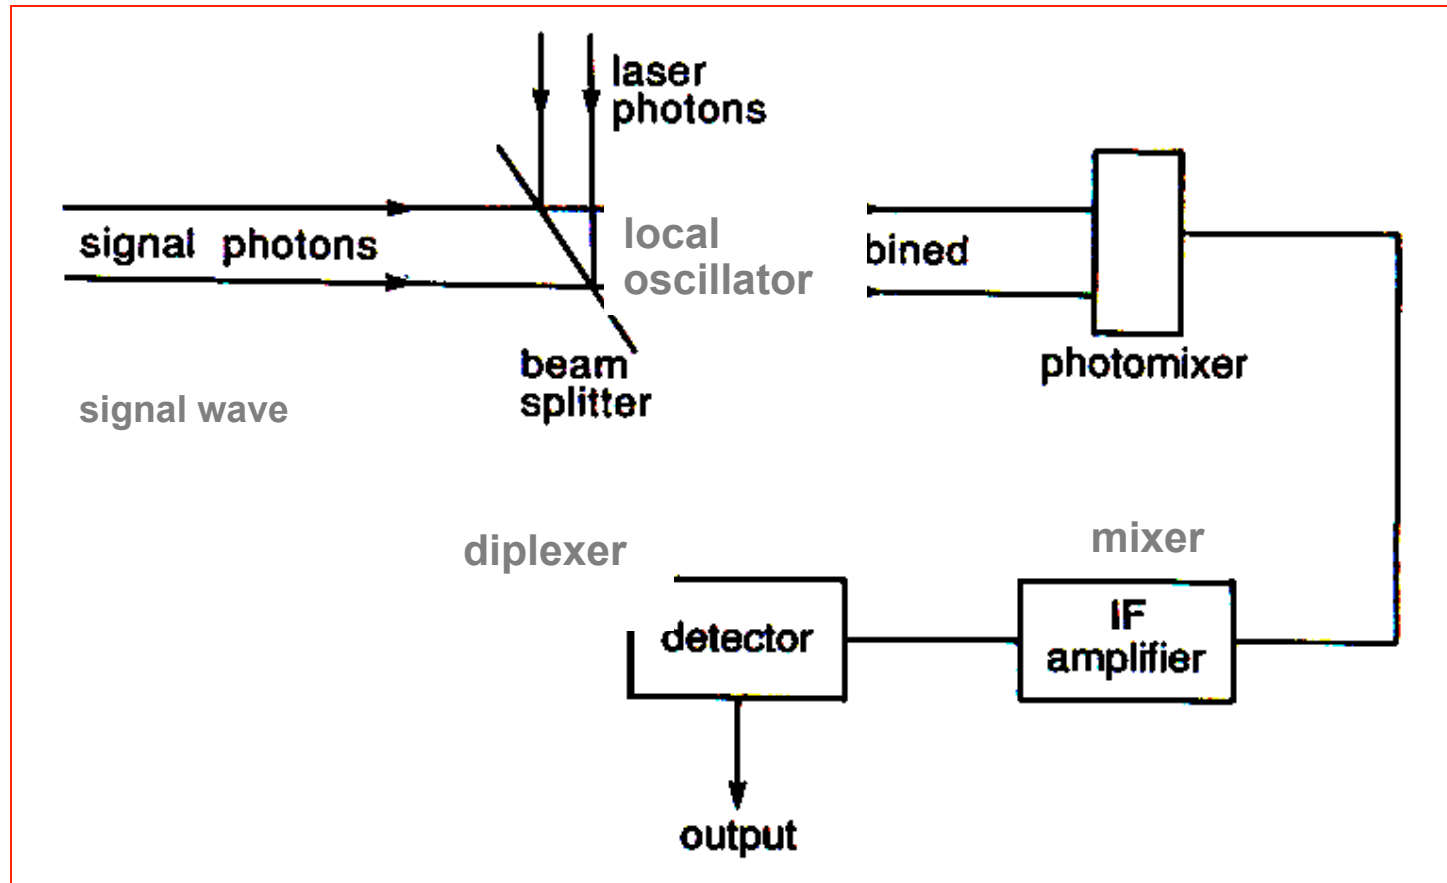 laser
photons
signal photons
local
oscillator
bined
photomixer
beam
splitter
signal wave
diplexer
mixer
detector
IF
amplifier
output